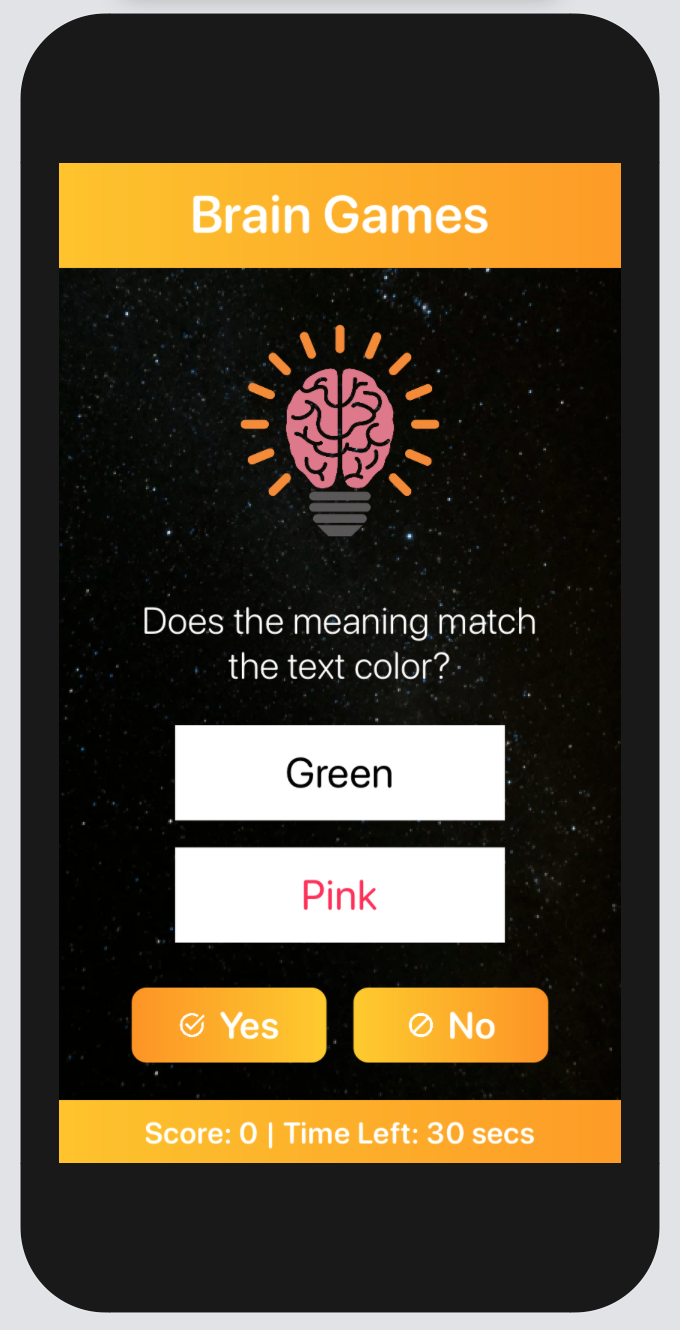 Brain Games
Does the meaning match
the text color?
Green
Pink
Yes
No
Score: 0 | Time Left: 30 secs